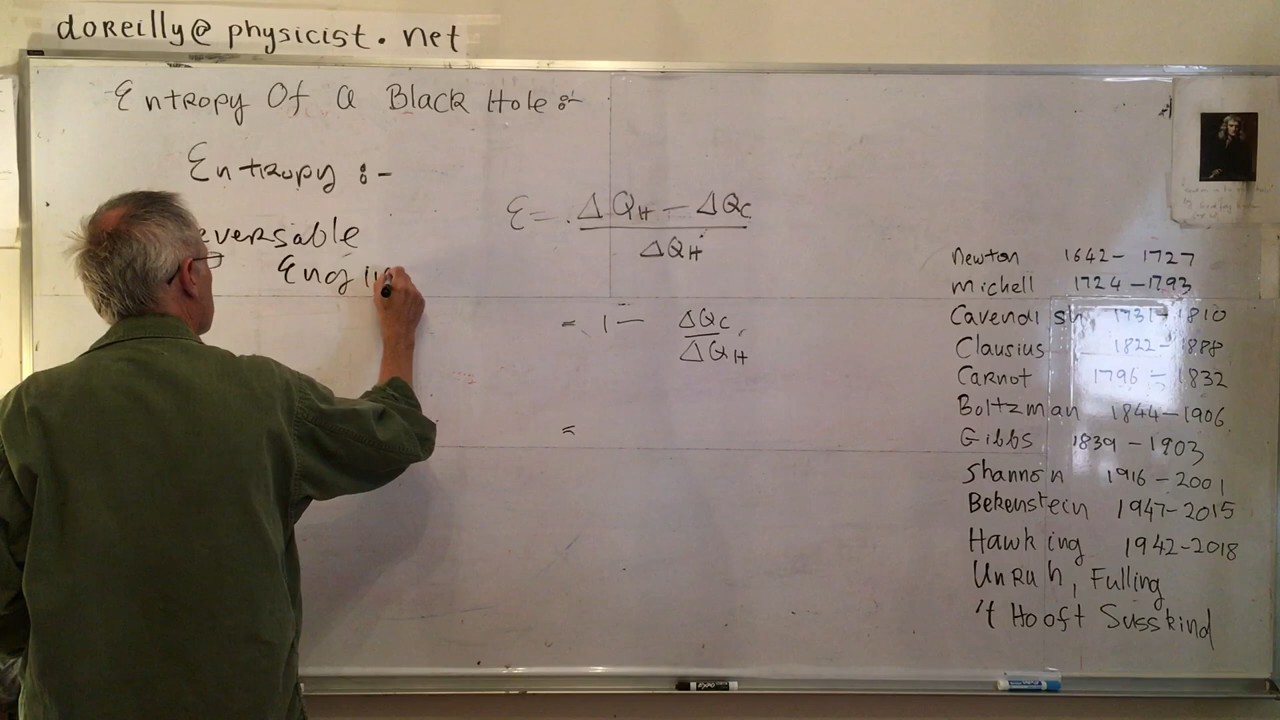 doReilly@physicist.net
Entropy Of a Black Hole:-
Entropy :-
eversable
Engi
ε = ΔQH - ΔQC
ΔQH
= 1 - ΔQC
ΔQH
=
Newton 1642-1727
Michell 1724-1793
Cavendish 1731-1810
Clausius 1822-1888
Carnot 1796-1832
Boltzman 1844-1906
Gibbs 1839-1903
Shannon 1916-2001
Bekenstein 1947-2015
Hawking 1942-2018
Unruh, Fulling
't Hooft Susskind